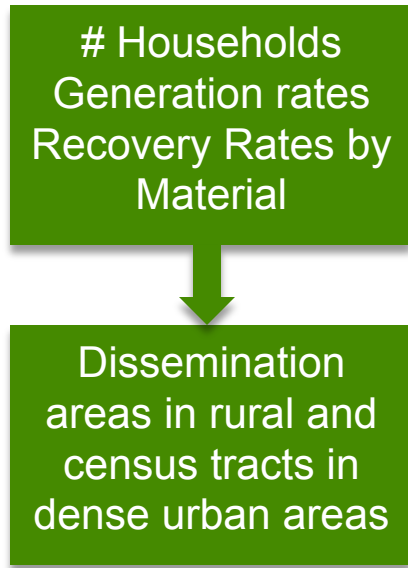 # Households
Generation rates
Recovery Rates by
Material
Dissemination
areas in rural and
census tracts in
dense urban areas